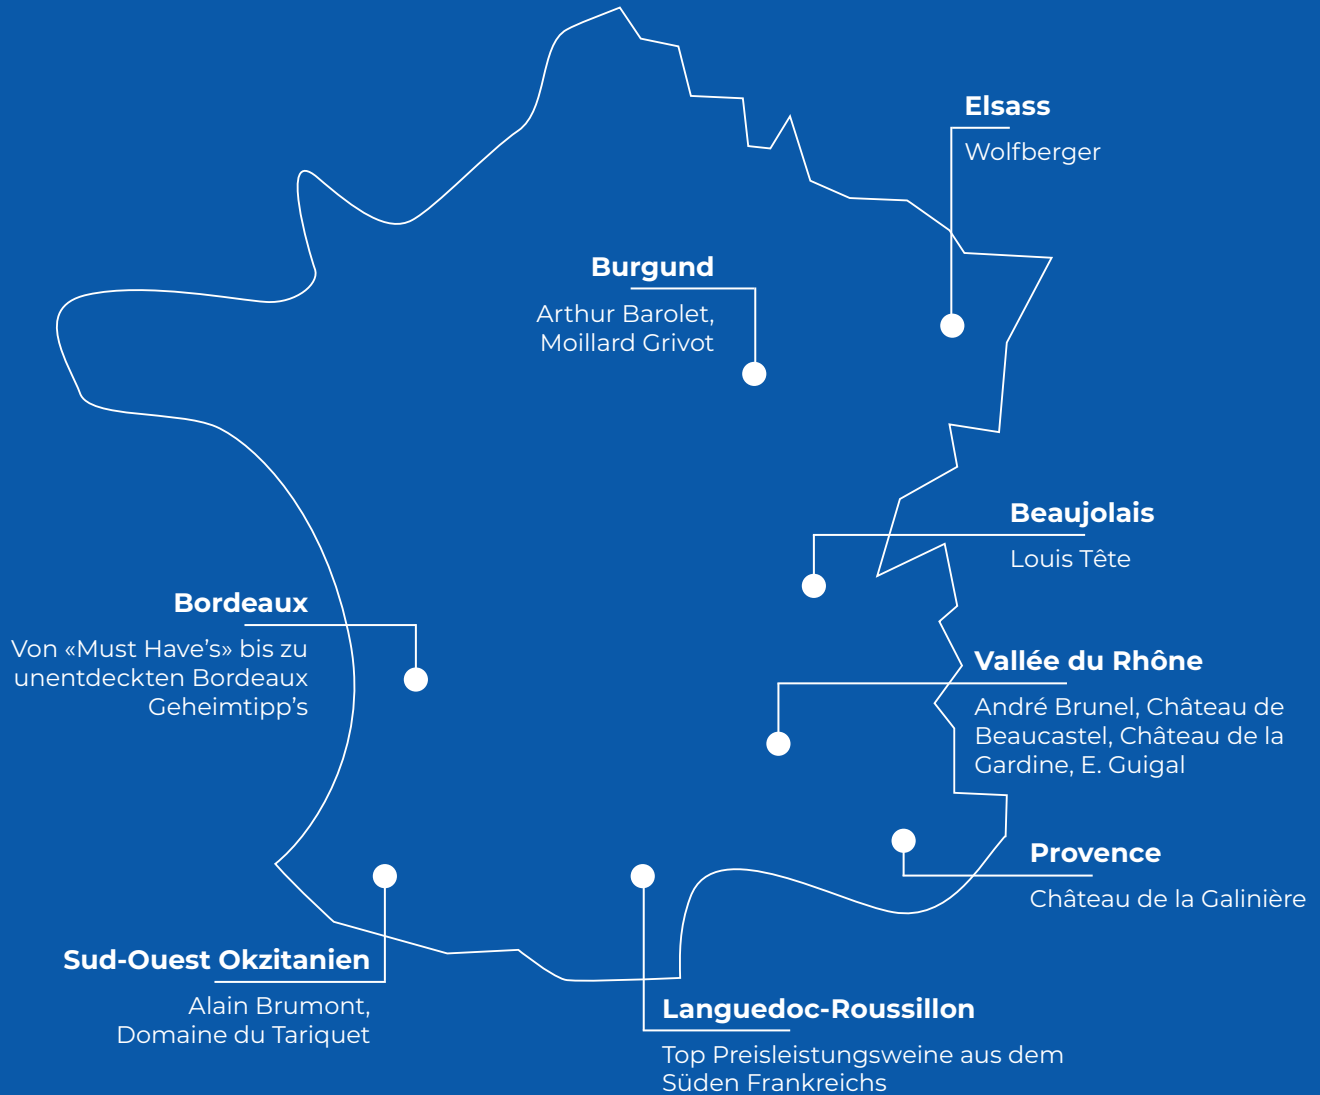 Elsass
Wolfberger
Burgund
Arthur Barolet,
Moillard Grivot
Beaujolais
Louis Tête
Bordeaux
Von «Must Have’s» bis zu
unentdeckten Bordeaux
Geheimtipp’s
Vallée du Rhône
André Brunel, Château de
Beaucastel, Château de la
Gardine, E. Guigal
Provence
Château de la Galinière
Sud-Ouest Okzitanien
Alain Brumont,
Domaine du Tariquet
Languedoc-Roussillon
Top Preisleistungsweine aus dem
Süden Frankreichs